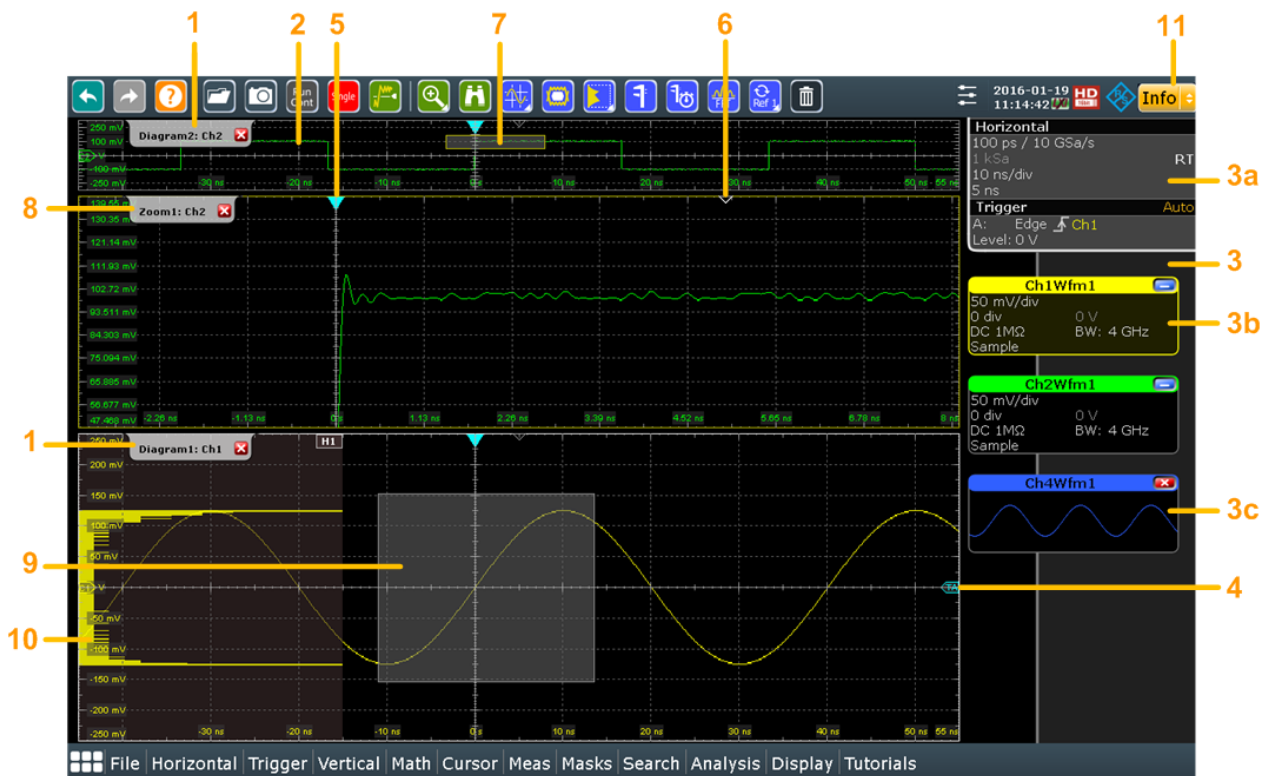 1 2 5 7 6 11
Run Cont
Single
FFT
Ref 1
2016-01-19
11:14:42
HD
Info
Diagram2: Ch2
250 mV
100 mV
V
-100 mV
-250 mV
-30 ns -20 ns -10 ns 0 s 10 ns 20 ns 30 ns 40 ns 50 ns 55 ns
Horizontal
100 ps / 10 GSa/s
1 kSa RT
10 ns/div
5 ns
3a
Trigger Auto
A: Edge Ch1
Level: 0 V
8
Zoom1: Ch2
139.55 mV
130.35 mV
121.14 mV
111.93 mV
102.72 mV
93.511 mV
84.303 mV
75.094 mV
65.885 mV
56.677 mV
47.468 mV
-2.26 ns -1.13 ns 0 s 1.13 ns 2.26 ns 3.39 ns 4.52 ns 5.65 ns 6.78 ns
3
Ch1Wfm1
50 mV/div
0 div 0 V
DC 1MΩ BW: 4 GHz
Sample
3b
Ch2Wfm1
50 mV/div
0 div 0 V
DC 1MΩ BW: 4 GHz
Sample
1
Diagram1: Ch1
H1
250 mV
200 mV
150 mV
100 mV
50 mV
V
-50 mV
-100 mV
-150 mV
-200 mV
-250 mV
-30 ns -20 ns -10 ns 0 s 10 ns 20 ns 30 ns 40 ns 50 ns 55 ns
TA
Ch4Wfm1
3c
9
4
10
File Horizontal Trigger Vertical Math Cursor Meas Masks Search Analysis Display Tutorials